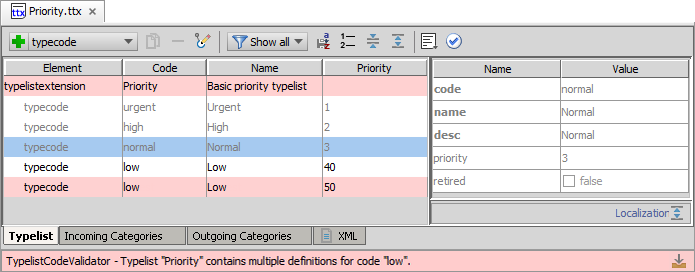 Priority.ttx
typecode Show all
Element Code Name Priority
typelistextension Priority Basic priority typelist
typecode urgent Urgent 1
typecode high High 2
typecode normal Normal 3
typecode low Low 40
typecode low Low 50
Name Value
code normal
name Normal
desc Normal
priority 3
retired false
Localization
Typelist Incoming Categories Outgoing Categories XML
TypelistCodeValidator - Typelist "Priority" contains multiple definitions for code "low".